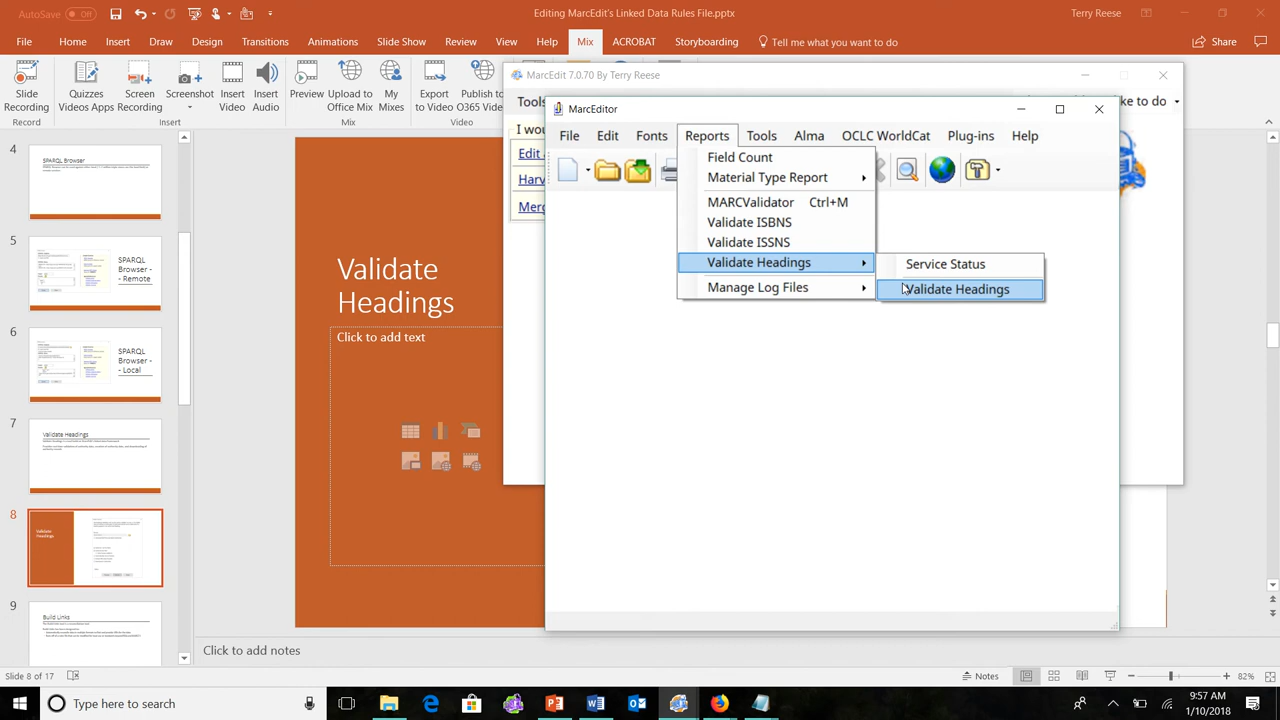 AutoSave Off
Editing MarcEdit's Linked Data Rules File.pptx
Terry Reese
File Home Insert Draw Design Transitions Animations Slide Show Review View Help Mix ACROBAT Storyboarding Tell me what you want to do Share
Slide Recording
Quizzes Videos Apps
Screen Recording
Screenshot
Insert Video
Insert Audio
Preview
Upload to Office Mix
My Mixes
Export to Video
Publish to O365 Vide
Record
Insert
Mix
Video
MarcEdit 7.0.70 By Terry Reese
Tools
ke to do
I wou
Edit
Harv
Merg
MarcEditor
File Edit Fonts Reports Tools Alma OCLC WorldCat Plug-ins Help
Field Count
Material Type Report
MARCValidator Ctrl+M
Validate ISBNS
Validate ISSNS
Validate Headings
Manage Log Files
Service Status
Validate Headings
4
SPARQL Browser
5
SPARQL
Browser -
- Remote
6
SPARQL
Browser -
- Local
7
Validate Headings
8
Validate
Headings
9
Build Links
Validate
Headings
Click to add text
Click to add notes
Slide 8 of 17
Notes
82%
Type here to search
9:57 AM
1/10/2018